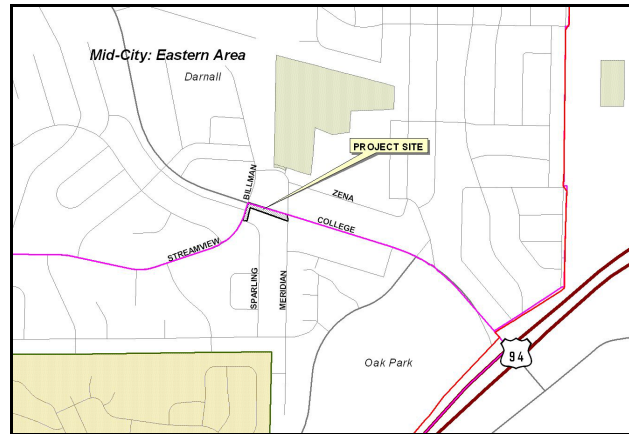 Mid-City: Eastern Area
Darnall
PROJECT SITE
BILLMAN
ZENA
COLLEGE
STREAMVIEW
SPARLING
MERIDIAN
94
Oak Park